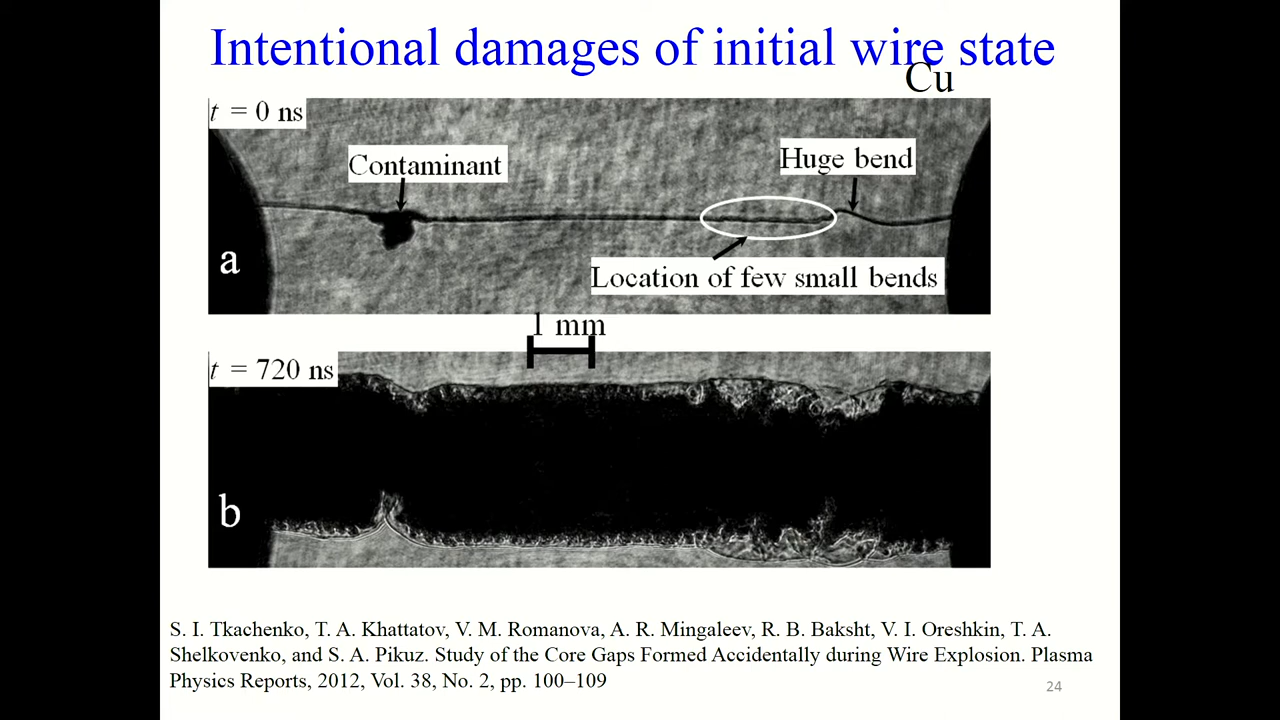 Intentional damages of initial wire state
Cu
t = 0 ns
Contaminant
Huge bend
a
Location of few small bends
1 mm
t = 720 ns
b
S. I. Tkachenko, T. A. Khattatov, V. M. Romanova, A. R. Mingaleev, R. B. Baksht, V. I. Oreshkin, T. A.
Shelkovenko, and S. A. Pikuz. Study of the Core Gaps Formed Accidentally during Wire Explosion. Plasma
Physics Reports, 2012, Vol. 38, No. 2, pp. 100–109
24